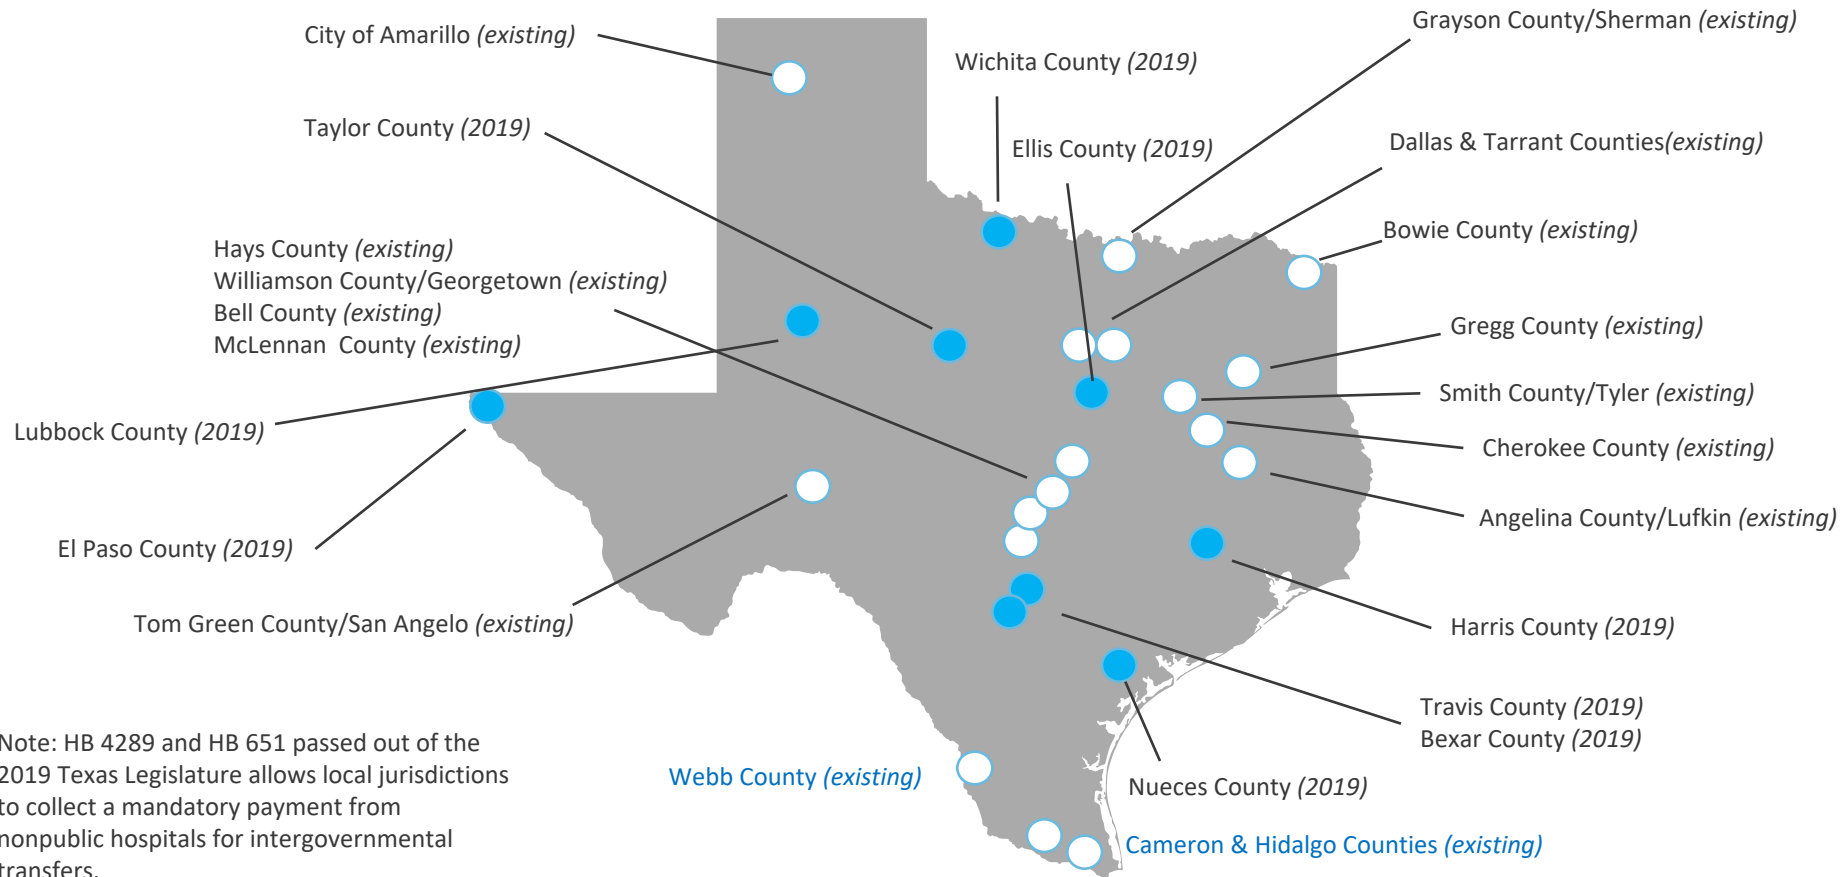 Grayson County/Sherman (existing)
City of Amarillo (existing)
Wichita County (2019)
Taylor County (2019)
Ellis County (2019)
Dallas & Tarrant Counties(existing)
Bowie County (existing)
Hays County (existing)
Williamson County/Georgetown (existing)
Bell County (existing)
McLennan  County (existing)
Gregg County (existing)
Smith County/Tyler (existing)
Lubbock County (2019)
Cherokee County (existing)
Angelina County/Lufkin (existing)
El Paso County (2019)
Tom Green County/San Angelo (existing)
Harris County (2019)
Travis County (2019)
Bexar County (2019)
Note: HB 4289 and HB 651 passed out of the
2019 Texas Legislature allows local jurisdictions
to collect a mandatory payment from
nonpublic hospitals for intergovernmental
transfers.
Webb County (existing)
Nueces County (2019)
Cameron & Hidalgo Counties (existing)